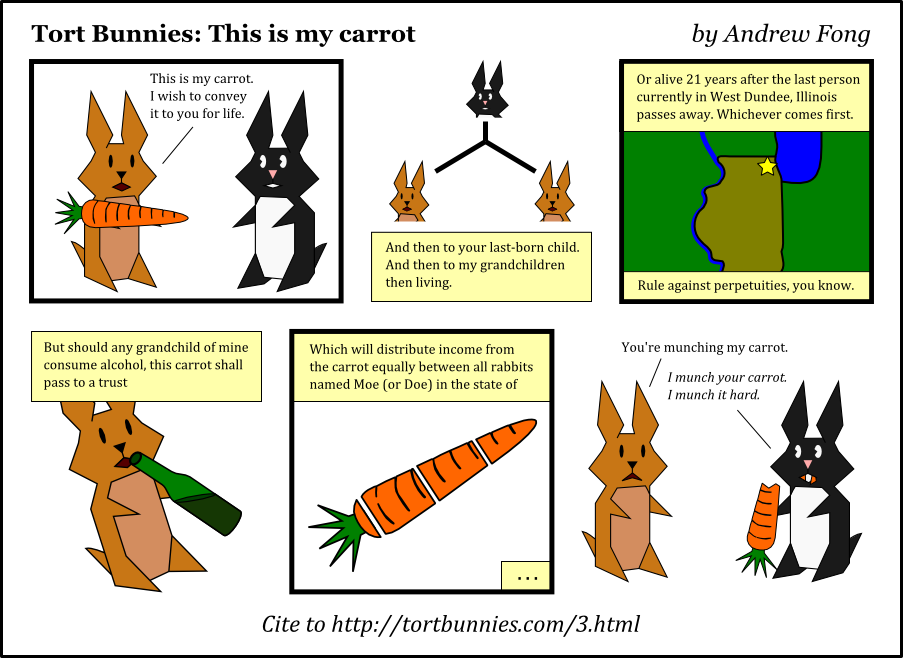 Tort Bunnies: This is my carrot
by Andrew Fong
This is my carrot.
I wish to convey
it to you for life.
And then to your last-born child.
And then to my grandchildren
then living.
Or alive 21 years after the last person
currently in West Dundee, Illinois
passes away. Whichever comes first.
Rule against perpetuities, you know.
But should any grandchild of mine
consume alcohol, this carrot shall
pass to a trust
Which will distribute income from
the carrot equally between all rabbits
named Moe (or Doe) in the state of
...
You're munching my carrot.
I munch your carrot.
I munch it hard.
Cite to http://tortbunnies.com/3.html